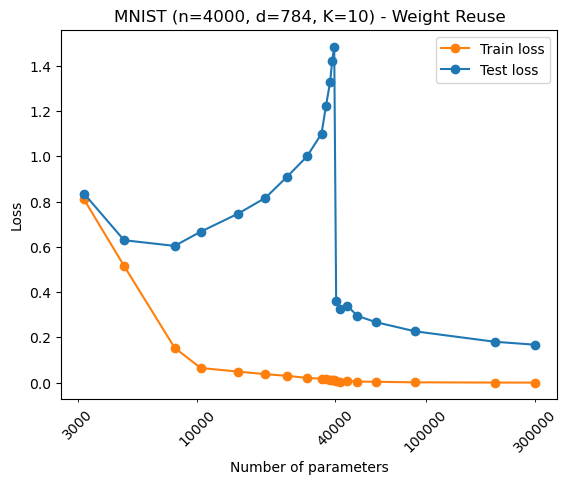 MNIST (n=4000, d=784, K=10) - Weight Reuse
Train loss
Test loss
Loss
1.4
1.2
1.0
0.8
0.6
0.4
0.2
0.0
3000
10000
40000
100000
300000
Number of parameters